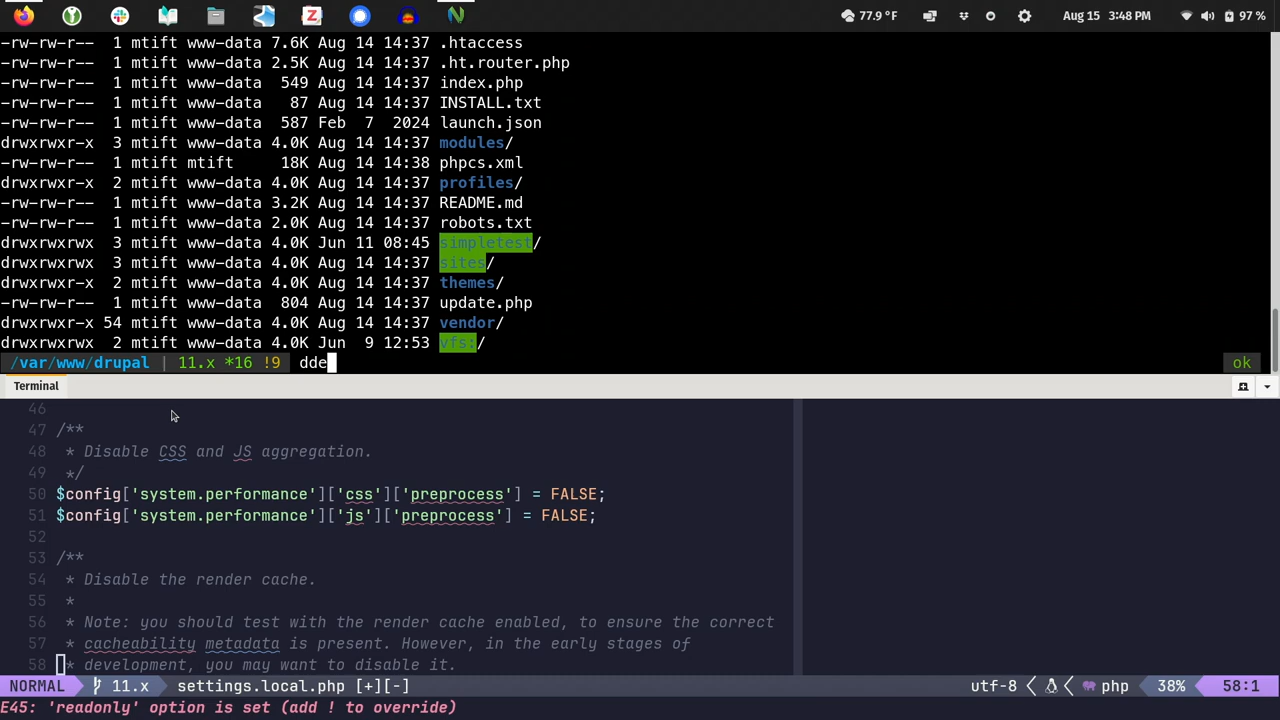 77.9 °F Aug 15 3:48 PM 97 %
-rw-rw-r-- 1 mtift www-data 7.6K Aug 14 14:37 .htaccess
-rw-rw-r-- 1 mtift www-data 2.5K Aug 14 14:37 .ht.router.php
-rw-rw-r-- 1 mtift www-data 549 Aug 14 14:37 index.php
-rw-rw-r-- 1 mtift www-data 87 Aug 14 14:37 INSTALL.txt
-rw-rw-r-- 1 mtift www-data 587 Feb 7 2024 launch.json
drwxrwxr-x 3 mtift www-data 4.0K Aug 14 14:37 modules/
-rw-rw-r-- 1 mtift mtift 18K Aug 14 14:38 phpcs.xml
drwxrwxr-x 2 mtift www-data 4.0K Aug 14 14:37 profiles/
-rw-rw-r-- 1 mtift www-data 3.2K Aug 14 14:37 README.md
-rw-rw-r-- 1 mtift www-data 2.0K Aug 14 14:37 robots.txt
drwxrwxrwx 3 mtift www-data 4.0K Jun 11 08:45 simpletest/
drwxrwxrwx 3 mtift www-data 4.0K Aug 14 14:37 sites/
drwxrwxr-x 2 mtift www-data 4.0K Aug 14 14:37 themes/
-rw-rw-r-- 1 mtift www-data 804 Aug 14 14:37 update.php
drwxrwxr-x 54 mtift www-data 4.0K Aug 14 14:37 vendor/
drwxrwxrwx 2 mtift www-data 4.0K Jun 9 12:53 vfs:/
/var/www/drupal | 11.x *16 !9 dde ok
Terminal
46
47 /**
48 * Disable CSS and JS aggregation.
49 */
50 $config['system.performance']['css']['preprocess'] = FALSE;
51 $config['system.performance']['js']['preprocess'] = FALSE;
52
53 /**
54 * Disable the render cache.
55 *
56 * Note: you should test with the render cache enabled, to ensure the correct
57 * cacheability metadata is present. However, in the early stages of
58 * development, you may want to disable it.
NORMAL 11.x settings.local.php [+][-] utf-8 php 38% 58:1
E45: 'readonly' option is set (add ! to override)